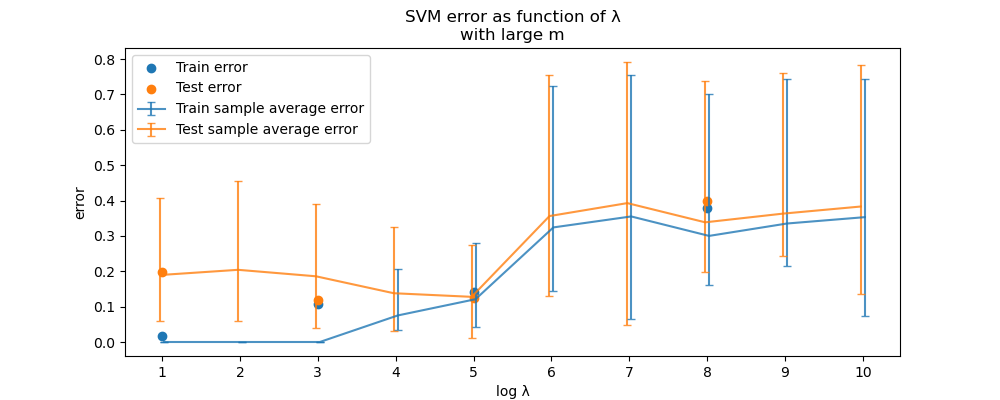 SVM error as function of λ
with large m
Train error
Test error
Train sample average error
Test sample average error
error
0.8
0.7
0.6
0.5
0.4
0.3
0.2
0.1
0.0
1 2 3 4 5 6 7 8 9 10
log λ